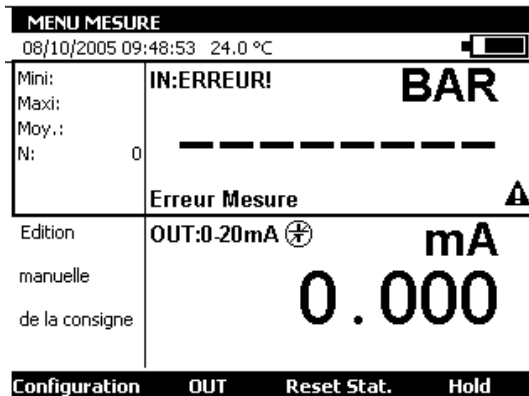 MENU MESURE
08/10/2005 09:48:53 24.0 °C
Mini:
Maxi:
Moy.:
N: 0
IN:ERREUR!
BAR
- - - - - - - -
Erreur Mesure
Edition
manuelle
de la consigne
OUT:0-20mA
mA
0.000
Configuration OUT Reset Stat. Hold